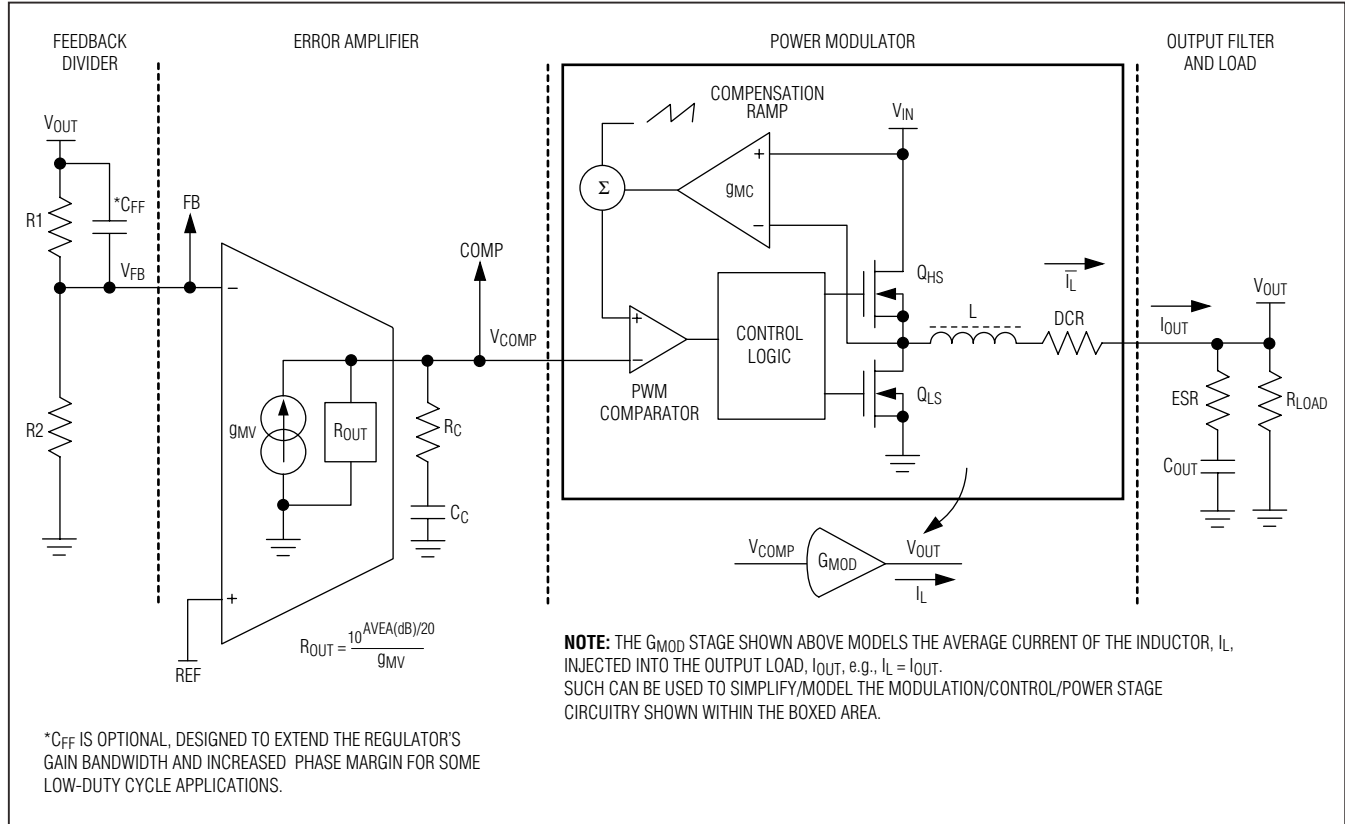 FEEDBACK
DIVIDER
ERROR AMPLIFIER
POWER MODULATOR
OUTPUT FILTER
AND LOAD
VOUT
R1
*CFF
VFB
R2
FB
−
gMV
ROUT
+
REF
ROUT = 10^AVEA(dB)/20 / gMV
COMP
VCOMP
RC
CC
COMPENSATION
RAMP
Σ
gMC
+
−
VIN
+
−
PWM
COMPARATOR
CONTROL
LOGIC
QHS
QLS
L
IL
DCR
IOUT
VOUT
ESR
COUT
RLOAD
VCOMP
GMOD
VOUT
IL
NOTE: THE GMOD STAGE SHOWN ABOVE MODELS THE AVERAGE CURRENT OF THE INDUCTOR, IL,
INJECTED INTO THE OUTPUT LOAD, IOUT, e.g., IL = IOUT.
SUCH CAN BE USED TO SIMPLIFY/MODEL THE MODULATION/CONTROL/POWER STAGE
CIRCUITRY SHOWN WITHIN THE BOXED AREA.
*CFF IS OPTIONAL, DESIGNED TO EXTEND THE REGULATOR'S
GAIN BANDWIDTH AND INCREASED PHASE MARGIN FOR SOME
LOW-DUTY CYCLE APPLICATIONS.